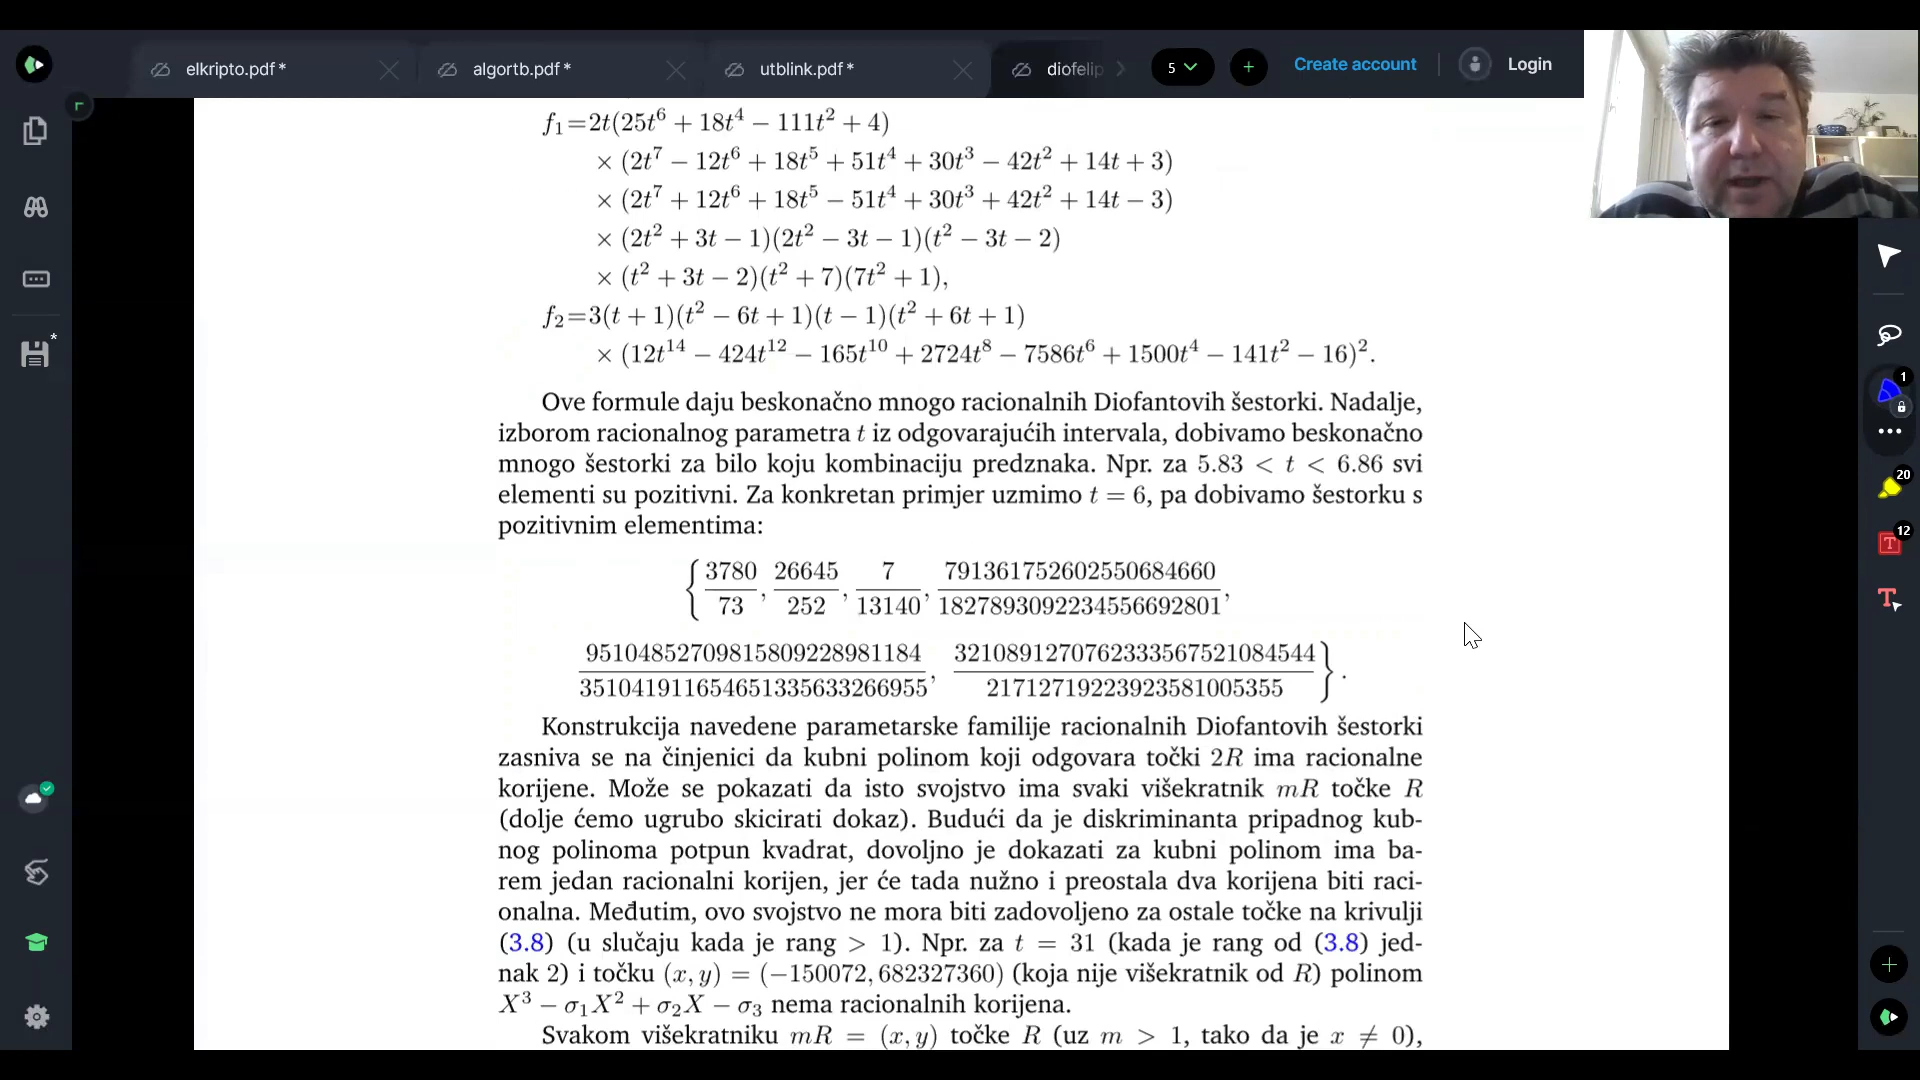 elkripto.pdf *
algortb.pdf *
utblink.pdf *
diofelip
5
Create account
Login
f₁=2t(25t⁶ + 18t⁴ − 111t² + 4)
× (2t⁷ − 12t⁶ + 18t⁵ + 51t⁴ + 30t³ − 42t² + 14t + 3)
× (2t⁷ + 12t⁶ + 18t⁵ − 51t⁴ + 30t³ + 42t² + 14t − 3)
× (2t² + 3t − 1)(2t² − 3t − 1)(t² − 3t − 2)
× (t² + 3t − 2)(t² + 7)(7t² + 1),
f₂=3(t + 1)(t² − 6t + 1)(t − 1)(t² + 6t + 1)
× (12t¹⁴ − 424t¹² − 165t¹⁰ + 2724t⁸ − 7586t⁶ + 1500t⁴ − 141t² − 16)².
Ove formule daju beskonačno mnogo racionalnih Diofantovih šestorki. Nadalje,
izborom racionalnog parametra t iz odgovarajućih intervala, dobivamo beskonačno
mnogo šestorki za bilo koju kombinaciju predznaka. Npr. za 5.83 < t < 6.86 svi
elementi su pozitivni. Za konkretan primjer uzmimo t = 6, pa dobivamo šestorku s
pozitivnim elementima:
{ 3780/73, 26645/252, 7/13140, 791361752602550684660/1827893092234556692801,
95104852709815809228981184/351041911654651335633266955, 3210891270762333567521084544/21712719223923581005355 }.
Konstrukcija navedene parametarske familije racionalnih Diofantovih šestorki
zasniva se na činjenici da kubni polinom koji odgovara točki 2R ima racionalne
korijene. Može se pokazati da isto svojstvo ima svaki višekratnik mR točke R
(dolje ćemo ugrubo skicirati dokaz). Budući da je diskriminanta pripadnog kub-
nog polinoma potpun kvadrat, dovoljno je dokazati za kubni polinom ima ba-
rem jedan racionalni korijen, jer će tada nužno i preostala dva korijena biti raci-
onalna. Međutim, ovo svojstvo ne mora biti zadovoljeno za ostale točke na krivulji
(3.8) (u slučaju kada je rang > 1). Npr. za t = 31 (kada je rang od (3.8) jed-
nak 2) i točku (x, y) = (−150072, 682327360) (koja nije višekratnik od R) polinom
X³ − σ₁X² + σ₂X − σ₃ nema racionalnih korijena.
Svakom višekratniku mR = (x, y) točke R (uz m > 1, tako da je x ≠ 0),
1
20
12